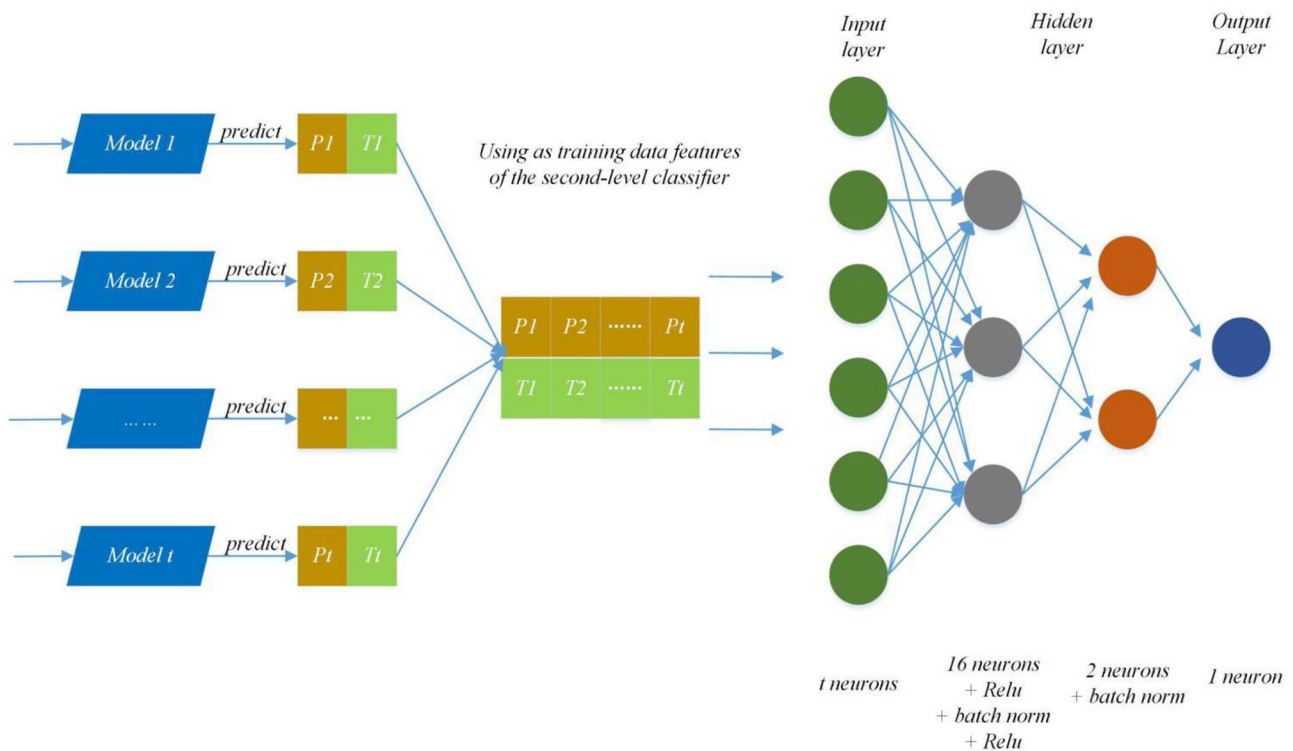 Input
layer
Hidden
layer
Output
Layer
Model 1
predict
P1
T1
Using as training data features
of the second-level classifier
Model 2
predict
P2
T2
P1
P2
......
Pt
T1
T2
......
Tt
... ...
predict
...
...
Model t
predict
Pt
Tt
t neurons
16 neurons
+ Relu
+ batch norm
+ Relu
2 neurons
+ batch norm
1 neuron